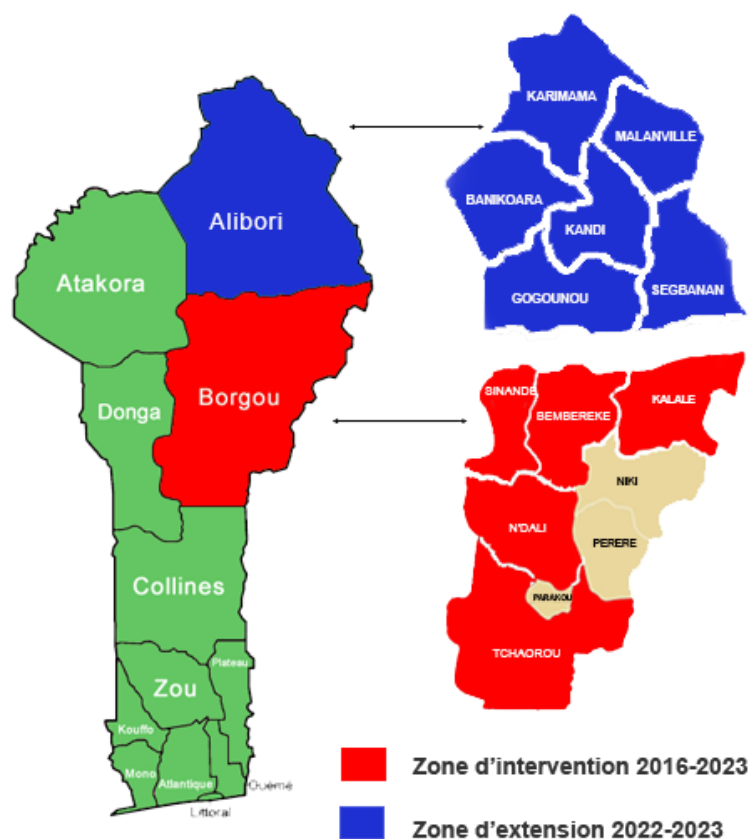 Alibori
Atakora
Borgou
Donga
Collines
Plateau
Zou
Kouffo
Mono
Atlantique
Ouémé
Littoral
KARIMAMA
MALANVILLE
BANIKOARA
KANDI
GOGOUNOU
SEGBANAN
SINANDE
BEMBEREKE
KALALE
NIKI
N'DALI
PERERE
PARAKOU
TCHAOROU
Zone d'intervention 2016-2023
Zone d'extension 2022-2023